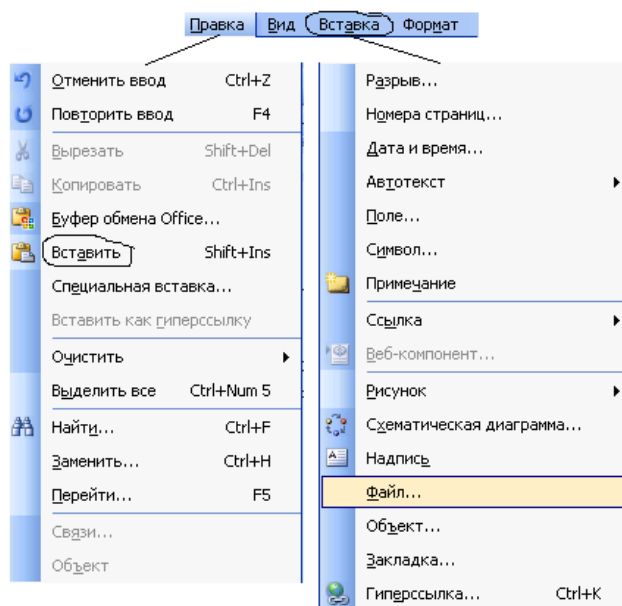 Правка Вид Вставка Формат
Отменить ввод Ctrl+Z
Повторить ввод F4
Вырезать Shift+Del
Копировать Ctrl+Ins
Буфер обмена Office...
Вставить Shift+Ins
Специальная вставка...
Вставить как гиперссылку
Очистить
Выделить все Ctrl+Num 5
Найти... Ctrl+F
Заменить... Ctrl+H
Перейти... F5
Связи...
Объект
Разрыв...
Номера страниц...
Дата и время...
Автотекст
Поле...
Символ...
Примечание
Ссылка
Веб-компонент...
Рисунок
Схематическая диаграмма...
Надпись
Файл...
Объект...
Закладка...
Гиперссылка... Ctrl+K